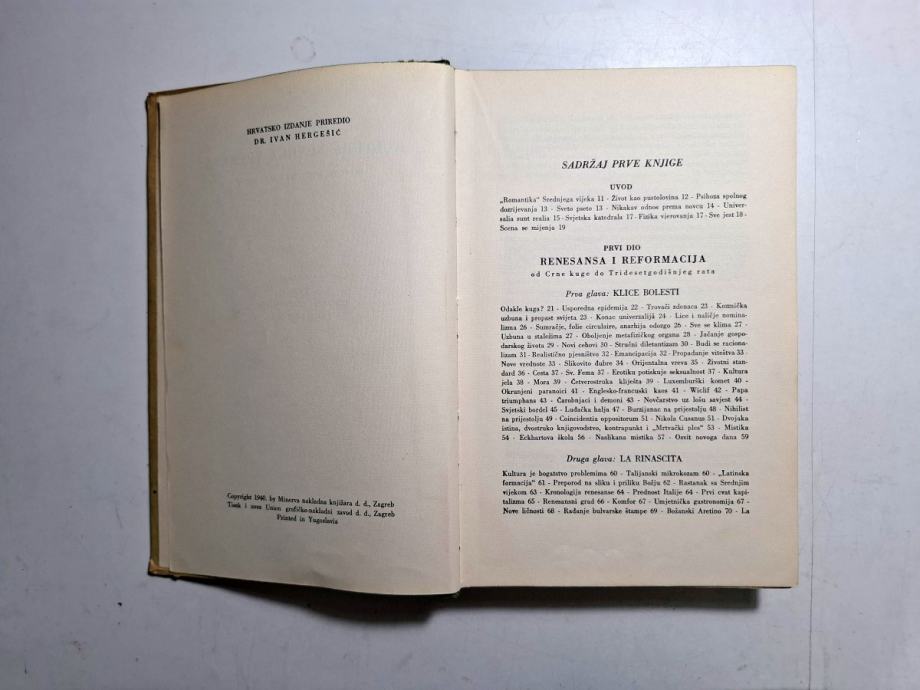 HRVATSKO IZDANJE PRIREDIO
DR. IVAN HERGEŠIĆ
Copyright 1940. by Minerva nakladna knjižara d. d., Zagreb
Tisak i uvez Union grafičko-nakladni zavod d. d., Zagreb
Printed in Yugoslavia
SADRŽAJ PRVE KNJIGE
UVOD
„Romantika" Srednjega vijeka 11 - Život kao pustolovina 12 - Psihoza spolnog
dozrijevanja 13 - Sveto pseto 13 - Nikakav odnos prema novcu 14 - Univer-
salia sunt realia 15 - Svjetska katedrala 17 - Fizika vjerovanja 17 - Sve jest 18 -
Scena se mijenja 19
PRVI DIO
RENESANSA I REFORMACIJA
od Crne kuge do Tridesetgodišnjeg rata
Prva glava: KLICE BOLESTI
Odakle kuga? 21 - Usporedna epidemija 22 - Trovači zdenaca 23 - Kozmička
uzbuna i propast svijeta 23 - Konac univerzalija 24 - Lice i naličje nomina-
lizma 26 - Sumračje, folie circulaire, anarhija odozgo 26 - Sve se klima 27 -
Uzbuna u staležima 27 - Oboljenje metafizičkog organa 28 - Jačanje gospo-
darskog života 29 - Novi cehovi 30 - Stručni diletantizam 30 - Budi se racional-
izam 31 - Realistično pjesništvo 32 - Emancipacija 32 - Propadanje viteštva 33
Nove vrednote 33 - Slikovito đubre 34 - Orijentalna vreva 35 - Životni stan-
dard 36 - Cesta 37 - Sv. Fema 37 - Erotiku potiskuje seksualnost 37 - Kultura
jela 38 - Mora 39 - Četverostruka kliješta 39 - Luxemburški komet 40 -
Okrunjeni paranoici 41 - Englesko-francuski kaos 41 - Wiclif 42 - Papa
triumphans 43 - Čarobnjaci i demoni 43 - Novčarstvo uz lošu savjest 44 -
Svjetski bordel 45 - Luđačka halja 47 - Burzijanac na prijestolju 48 - Nihilist
na prijestolju 49 - Coincidentia oppositorum 51 - Nikola Cusanus 51 - Dvojaka
istina, dvostruko knjigovodstvo, kontrapunkt i „Mrtvački ples" 53 - Mistika
54 - Eckhartova škola 56 - Naslikana mistika 57 - Osvit novoga dana 59
Druga glava: LA RINASCITA
Kultura je bogatstvo problemima 60 - Talijanski mikrokozam 60 - „Latinska
formacija" 61 - Preporod na sliku i priliku Božju 62 - Rastanak sa Srednjim
vijekom 63 - Kronologija renesanse 64 - Prednost Italije 64 - Prvi cvat kapi-
talizma 65 - Renesansni grad 66 - Komfor 67 - Umjetnička gastronomija 67 -
Nove ličnosti 68 - Rađanje bulvarske štampe 69 - Božanski Aretino 70 - La